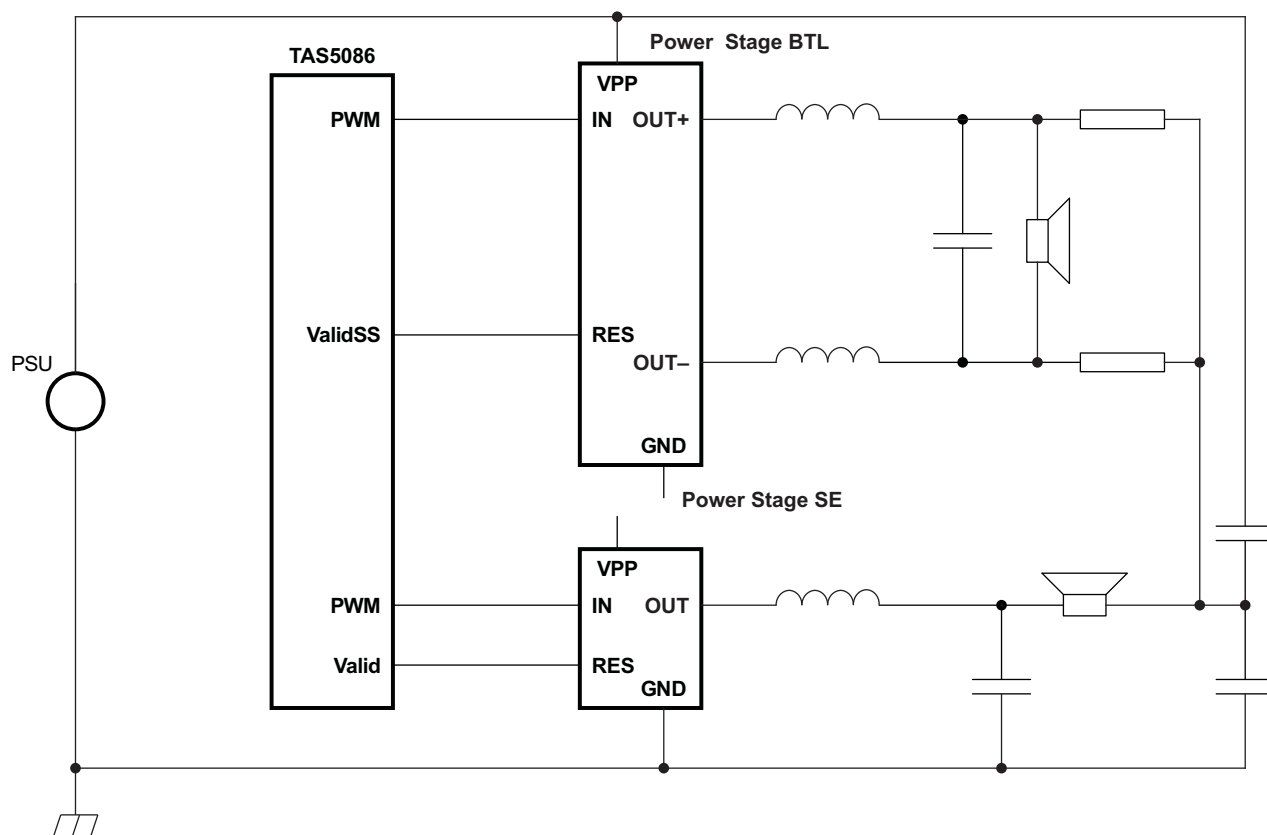 Power Stage BTL
TAS5086
VPP
PWM
IN
OUT+
ValidSS
RES
PSU
OUT–
GND
Power Stage SE
VPP
PWM
IN
OUT
Valid
RES
GND